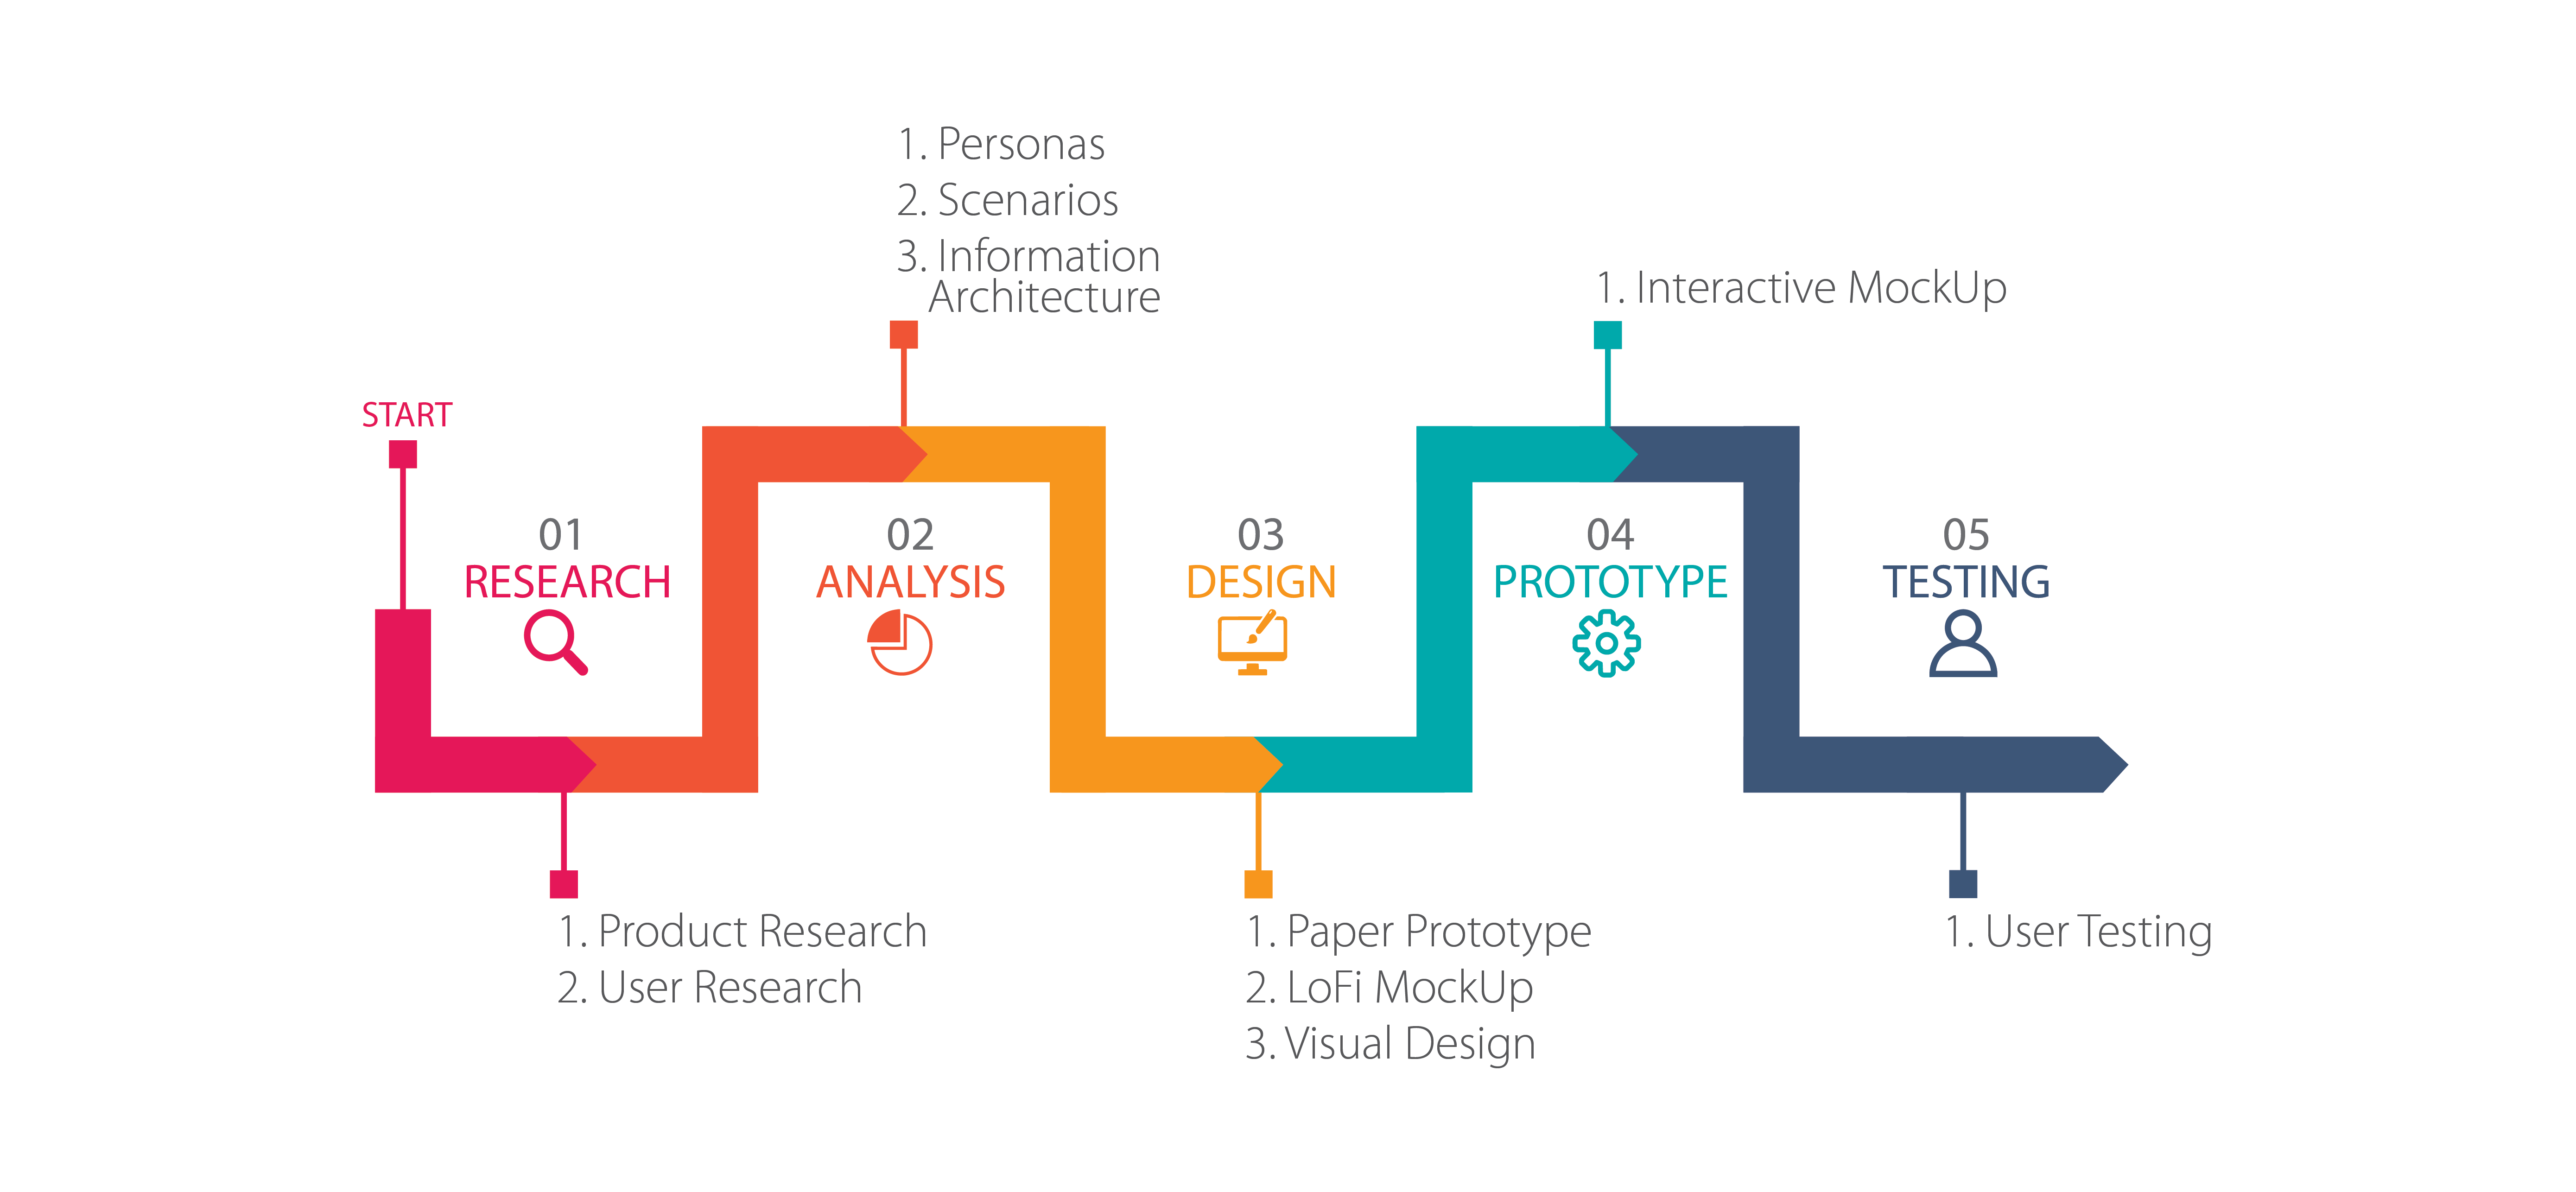 START
01
RESEARCH
1. Product Research
2. User Research
02
ANALYSIS
1. Personas
2. Scenarios
3. Information
Architecture
03
DESIGN
1. Paper Prototype
2. LoFi MockUp
3. Visual Design
04
PROTOTYPE
1. Interactive MockUp
05
TESTING
1. User Testing